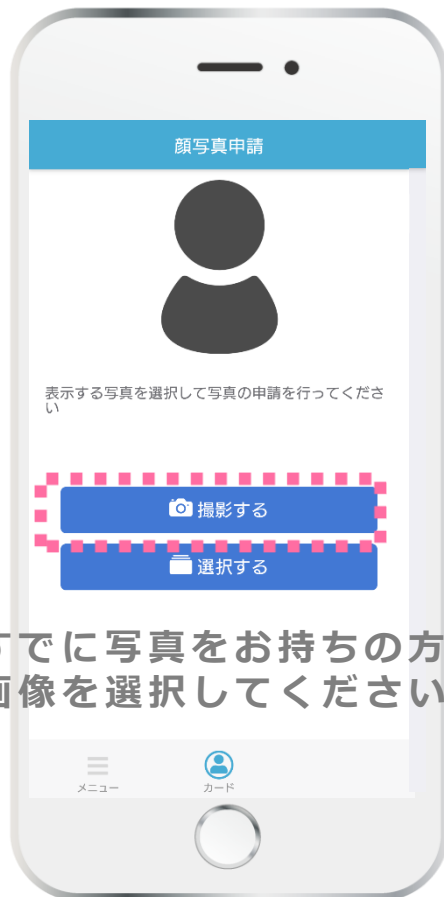 顔写真申請
表示する写真を選択して写真の申請を行ってくださ
い
撮影する
選択する
すでに写真をお持ちの方
画像を選択してください
メニュー
カード